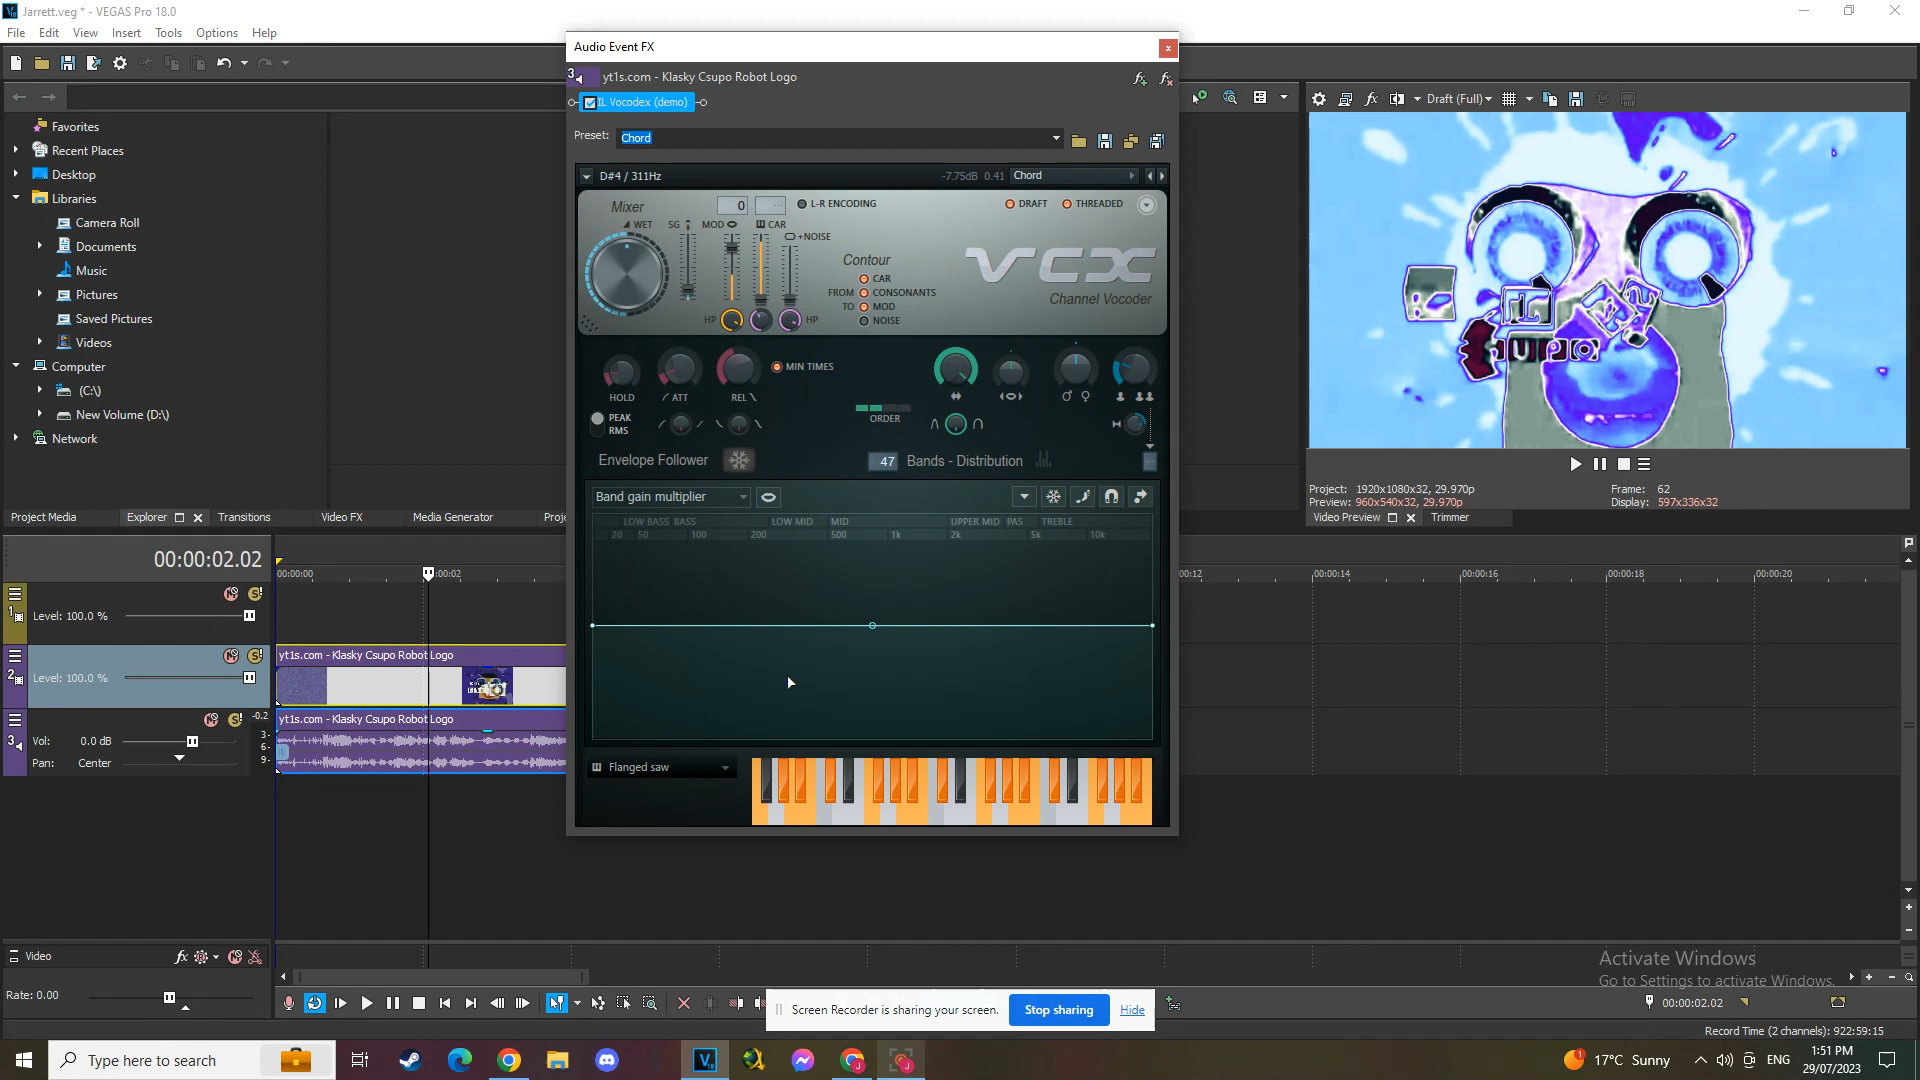 Jarrett.veg * - VEGAS Pro 18.0
File Edit View Insert Tools Options Help
Favorites
Recent Places
Desktop
Libraries
Camera Roll
Documents
Music
Pictures
Saved Pictures
Videos
Computer
(C:\)
New Volume (D:\)
Network
Project Media Explorer Transitions Video FX Media Generator Proje
Audio Event FX
3 yt1s.com - Klasky Csupo Robot Logo
IL Vocodex (demo)
Preset: Chord
D#4 / 311Hz -7.75dB 0.41 Chord
Mixer 0 L-R ENCODING DRAFT THREADED
WET SG MOD CAR
+NOISE
VCX
Channel Vocoder
Contour
CAR
FROM CONSONANTS
TO MOD
NOISE
HP HP
MIN TIMES
HOLD ATT REL
PEAK
RMS
ORDER
Envelope Follower 47 Bands - Distribution
Band gain multiplier
LOW BASS BASS LOW MID MID UPPER MID PAS TREBLE
20 50 100 200 500 1k 2k 5k 10k
Flanged saw
Draft (Full)
Project: 1920x1080x32, 29.970p
Preview: 960x540x32, 29.970p
Frame: 62
Display: 597x336x32
Video Preview Trimmer
00:00:02.02
00:00:00 :00:02 00:12 00:00:14 00:00:16 00:00:18 00:00:20
1 Level: 100.0 %
2 Level: 100.0 %
yt1s.com - Klasky Csupo Robot Logo
3 Vol: 0.0 dB
Pan: Center
-0.2
3-
6-
9-
yt1s.com - Klasky Csupo Robot Logo
Video
Rate: 0.00
Activate Windows
Go to Settings to activate Windows.
00:00:02.02
Screen Recorder is sharing your screen. Stop sharing Hide
Record Time (2 channels): 922:59:15
Type here to search
17°C Sunny
ENG
1:51 PM
29/07/2023